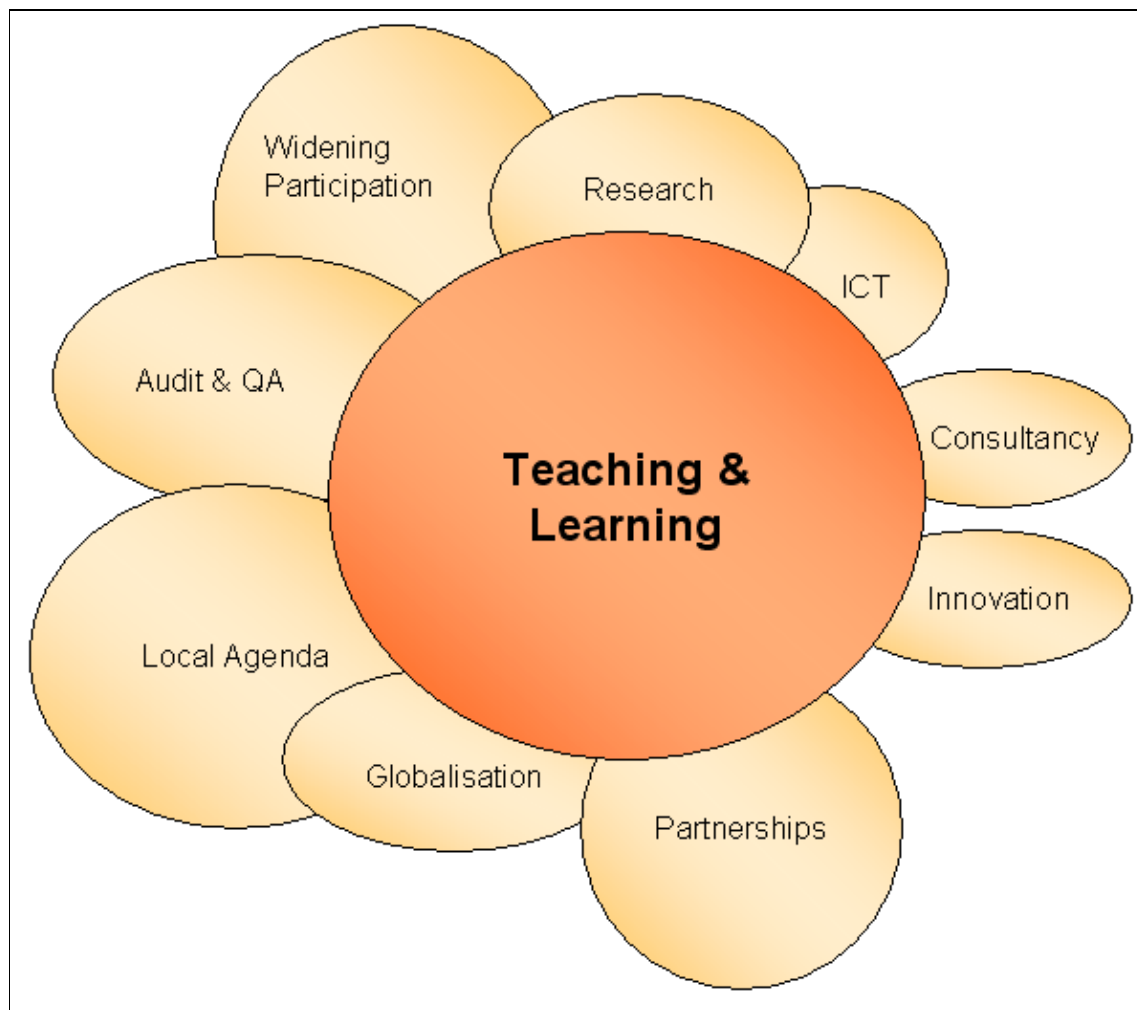 Widening
Participation
Research
ICT
Audit & QA
Consultancy
Teaching &
Learning
Innovation
Local Agenda
Globalisation
Partnerships